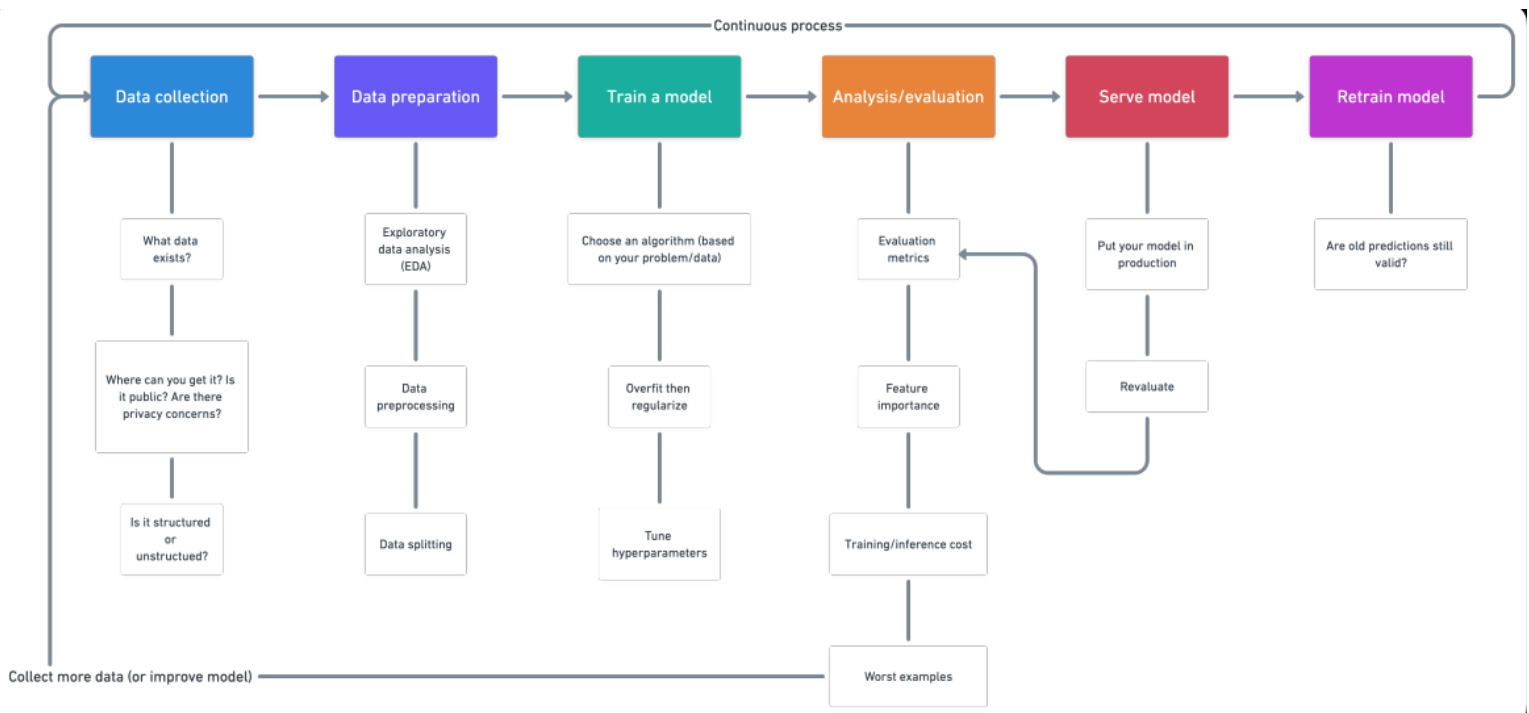 Continuous process
Data collection
Data preparation
Train a model
Analysis/evaluation
Serve model
Retrain model
What data
exists?
Where can you get it? Is
it public? Are there
privacy concerns?
Is it structured
or
unstructued?
Exploratory
data analysis
(EDA)
Data
preprocessing
Data splitting
Choose an algorithm (based
on your problem/data)
Overfit then
regularize
Tune
hyperparameters
Evaluation
metrics
Feature
importance
Training/inference cost
Worst examples
Put your model in
production
Revaluate
Are old predictions still
valid?
Collect more data (or improve model)